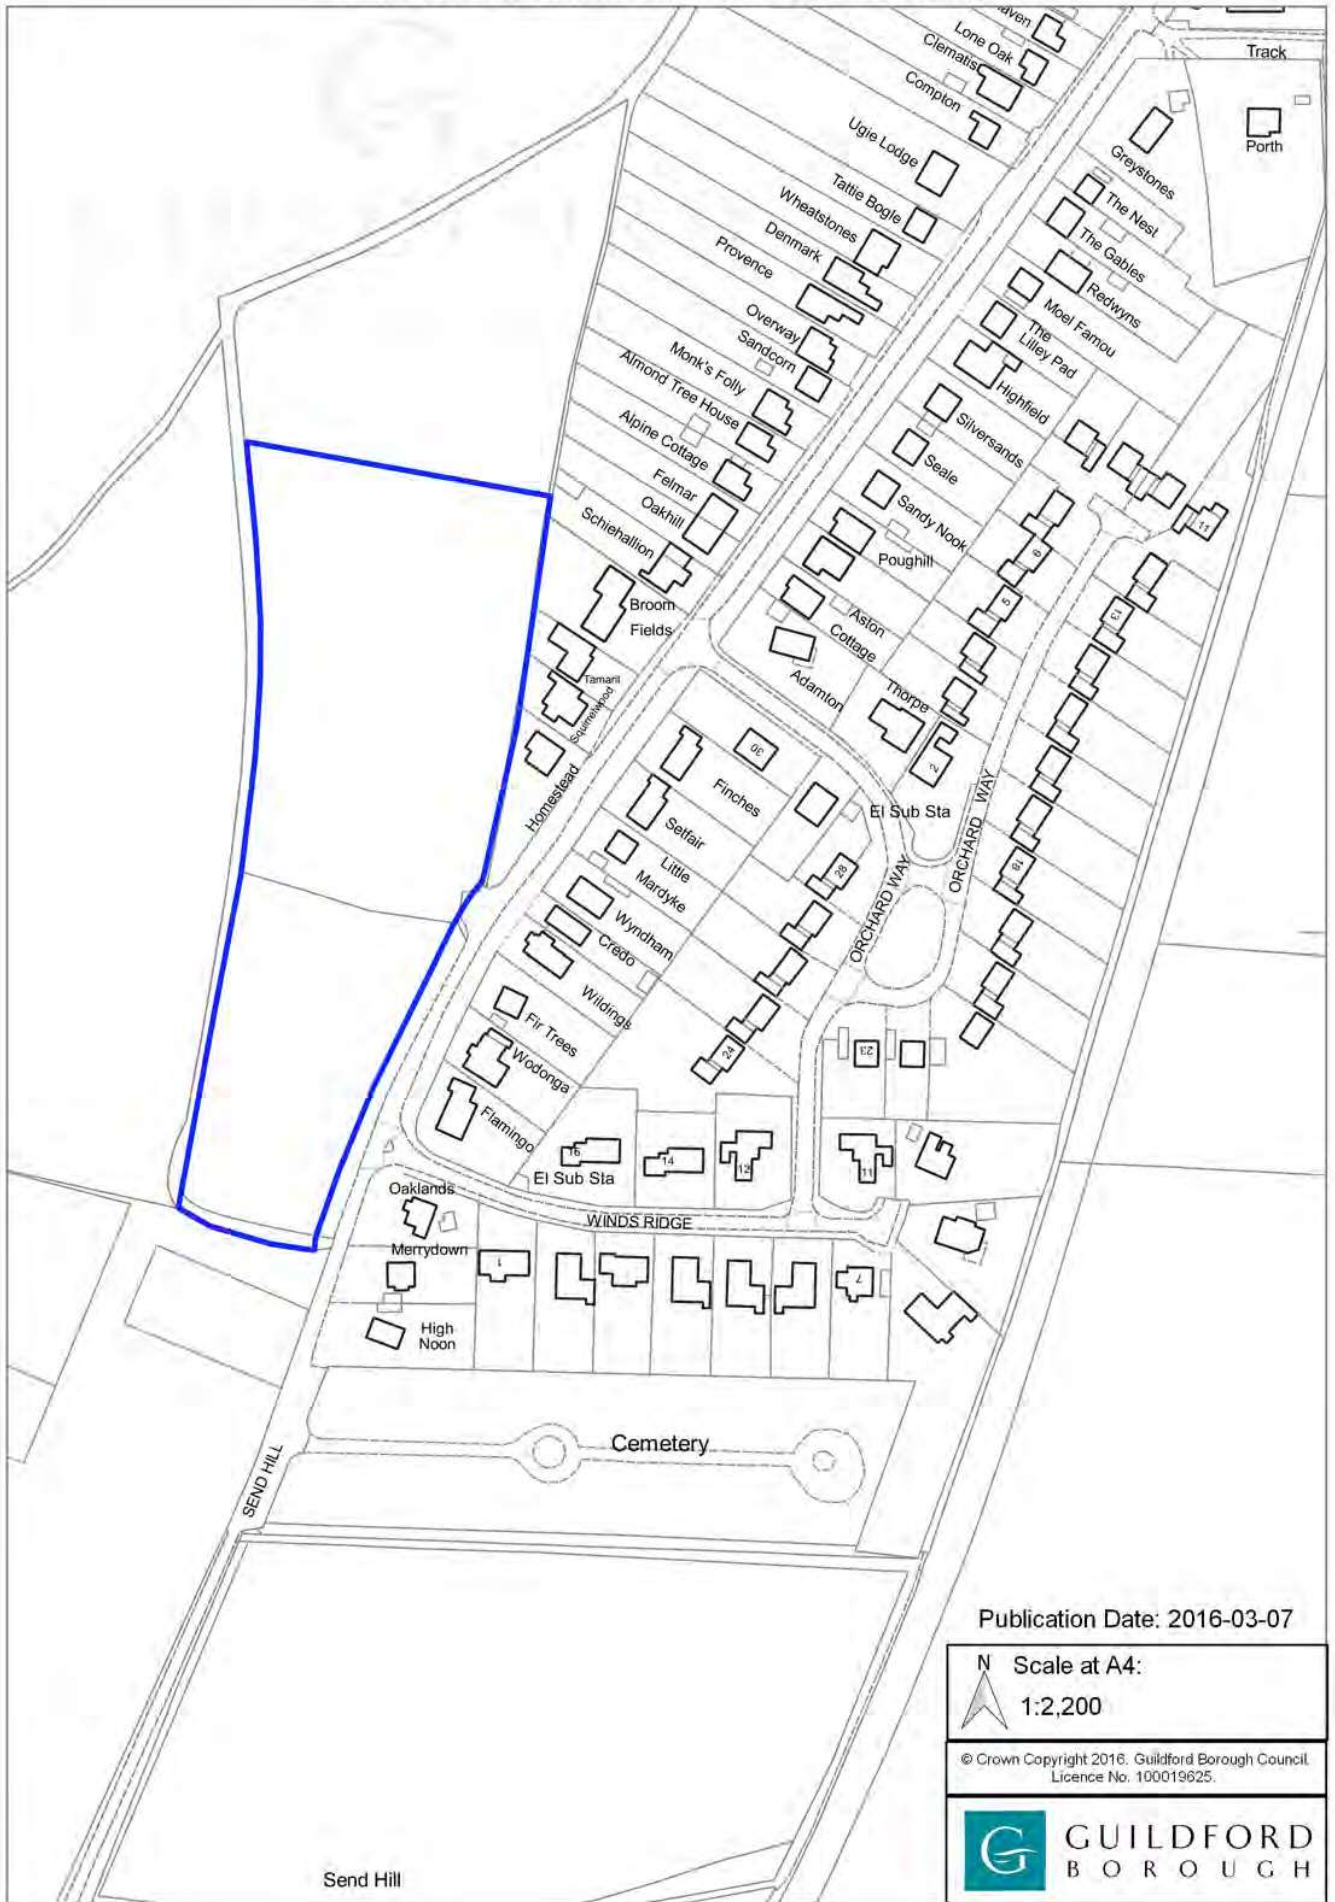 Lone Oak
Clematis
Compton
Track
Ugie Lodge
Porth
Greystones
Tattie Bogle
The Nest
Wheatstones
Denmark
The Gables
Provence
Redwyns
Moel Famou
Overway
Sandcorn
The
Lilley Pad
Monk's Folly
Almond Tree House
Highfield
Alpine Cottage
Silversands
Felmar
Seale
Oakhill
Sandy Nook
Schiehallion
11
Poughill
6
Broom
Fields
5
13
Aston
Cottage
Tamaril
Squirrelwood
Adamton
Thorpe
30
2
Homestead
Finches
El Sub Sta
ORCHARD WAY
Setfair
Little
Mardyke
28
18
ORCHARD WAY
Wyndham
Credo
Wildings
Fir Trees
24
23
Wodonga
Flamingo
16
14
12
11
El Sub Sta
Oaklands
WINDS RIDGE
Merrydown
1
7
High
Noon
Cemetery
SEND HILL
Publication Date: 2016-03-07
N
Scale at A4:
1:2,200
© Crown Copyright 2016. Guildford Borough Council.
Licence No. 100019625.
G
GUILDFORD
BOROUGH
Send Hill